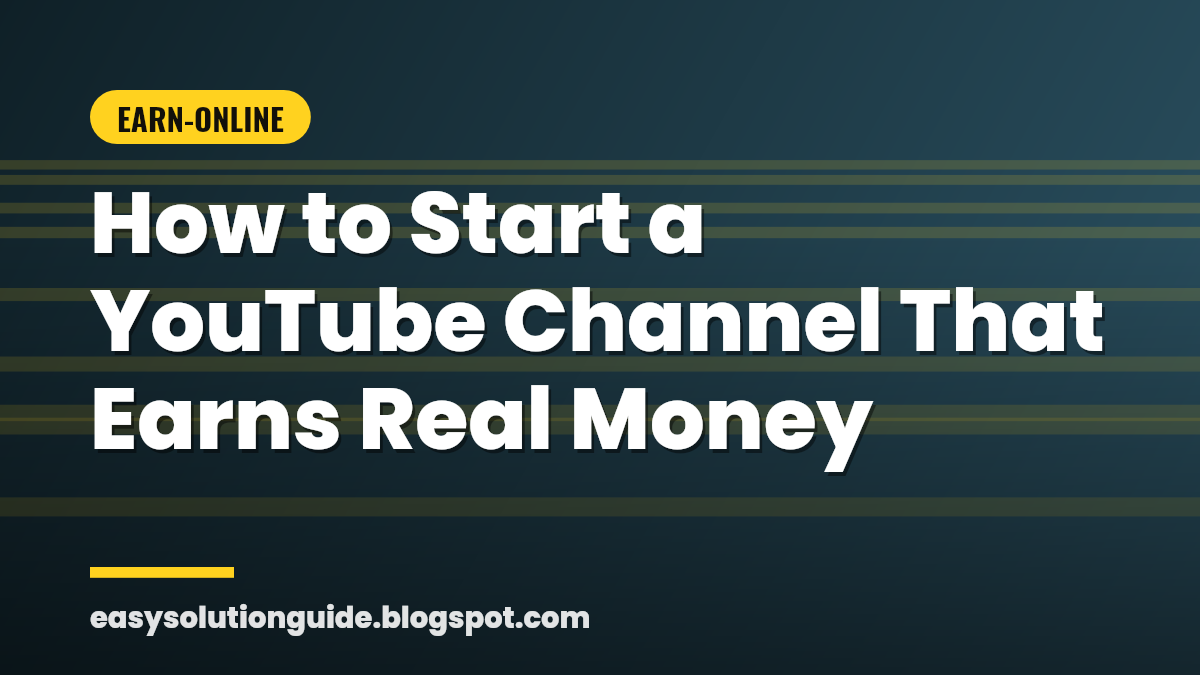 EARN-ONLINE
How to Start a
YouTube Channel That
Earns Real Money
easysolutionguide.blogspot.com